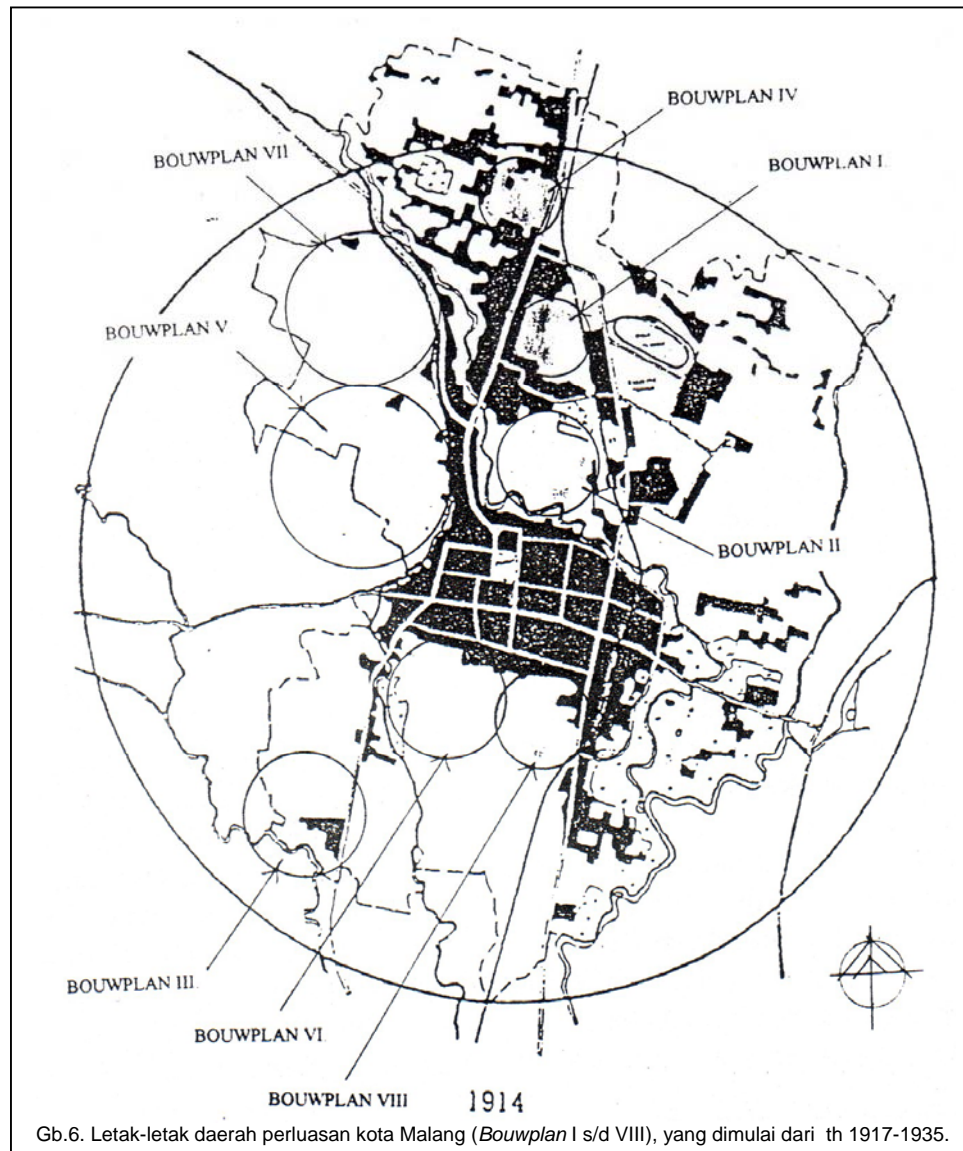 BOUWPLAN IV
BOUWPLAN VII
BOUWPLAN I.
BOUWPLAN V.
BOUWPLAN II
BOUWPLAN III.
BOUWPLAN VI.
BOUWPLAN VIII
1914
Gb.6. Letak-letak daerah perluasan kota Malang (Bouwplan I s/d VIII), yang dimulai dari th 1917-1935.